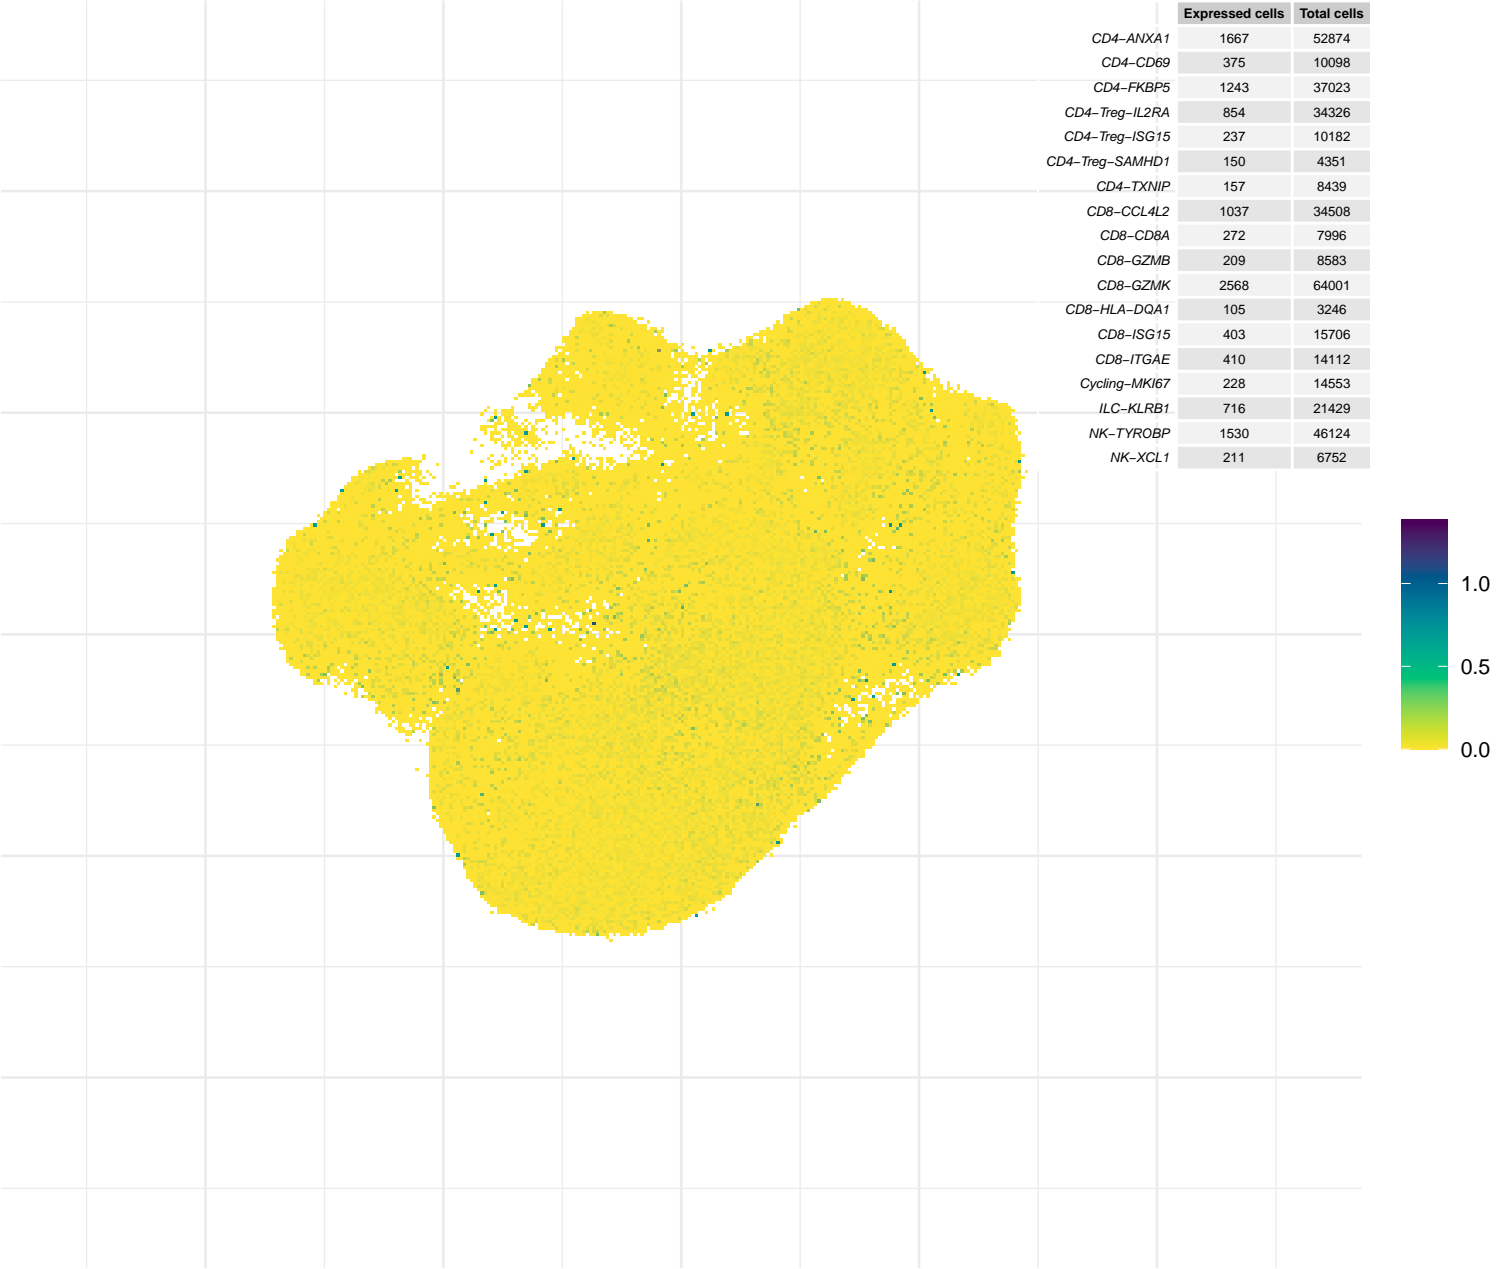 Expressed cells Total cells
CD4−ANXA1 1667 52874
CD4−CD69 375 10098
CD4−FKBP5 1243 37023
CD4−Treg−IL2RA 854 34326
CD4−Treg−ISG15 237 10182
CD4−Treg−SAMHD1 150 4351
CD4−TXNIP 157 8439
CD8−CCL4L2 1037 34508
CD8−CD8A 272 7996
CD8−GZMB 209 8583
CD8−GZMK 2568 64001
CD8−HLA−DQA1 105 3246
CD8−ISG15 403 15706
CD8−ITGAE 410 14112
Cycling−MKI67 228 14553
ILC−KLRB1 716 21429
NK−TYROBP 1530 46124
NK−XCL1 211 6752
1.0
0.5
0.0